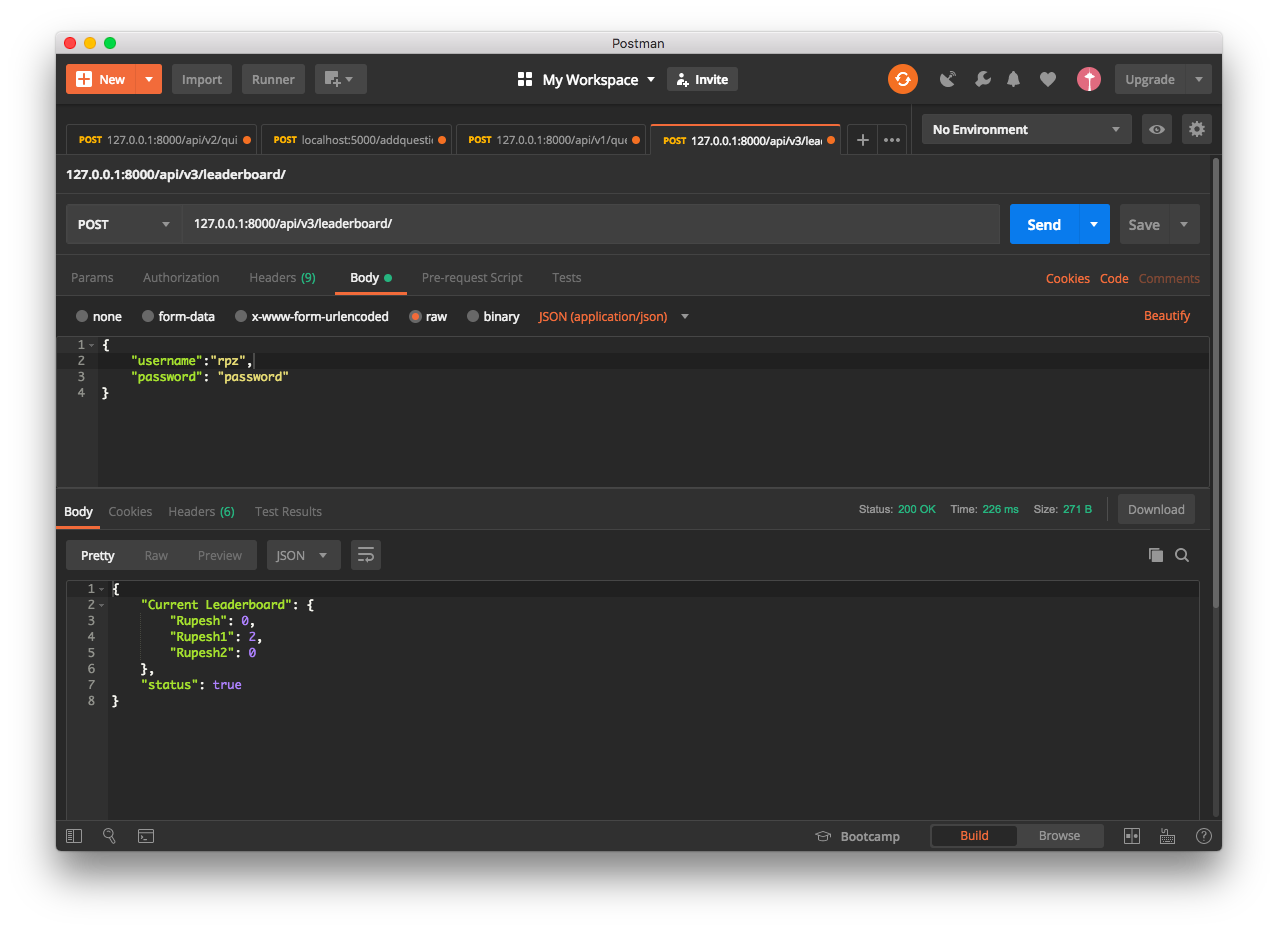 Postman
New Import Runner My Workspace Invite Upgrade
POST 127.0.0.1:8000/api/v2/qui POST localhost:5000/addquestic POST 127.0.0.1:8000/api/v1/que POST 127.0.0.1:8000/api/v3/lea No Environment
127.0.0.1:8000/api/v3/leaderboard/
POST 127.0.0.1:8000/api/v3/leaderboard/ Send Save
Params Authorization Headers (9) Body Pre-request Script Tests Cookies Code Comments
none form-data x-www-form-urlencoded raw binary JSON (application/json) Beautify
1 {
2 "username":"rpz",
3 "password": "password"
4 }
Body Cookies Headers (6) Test Results Status: 200 OK Time: 226 ms Size: 271 B Download
Pretty Raw Preview JSON
1 {
2 "Current Leaderboard": {
3 "Rupesh": 0,
4 "Rupesh1": 2,
5 "Rupesh2": 0
6 },
7 "status": true
8 }
Bootcamp Build Browse